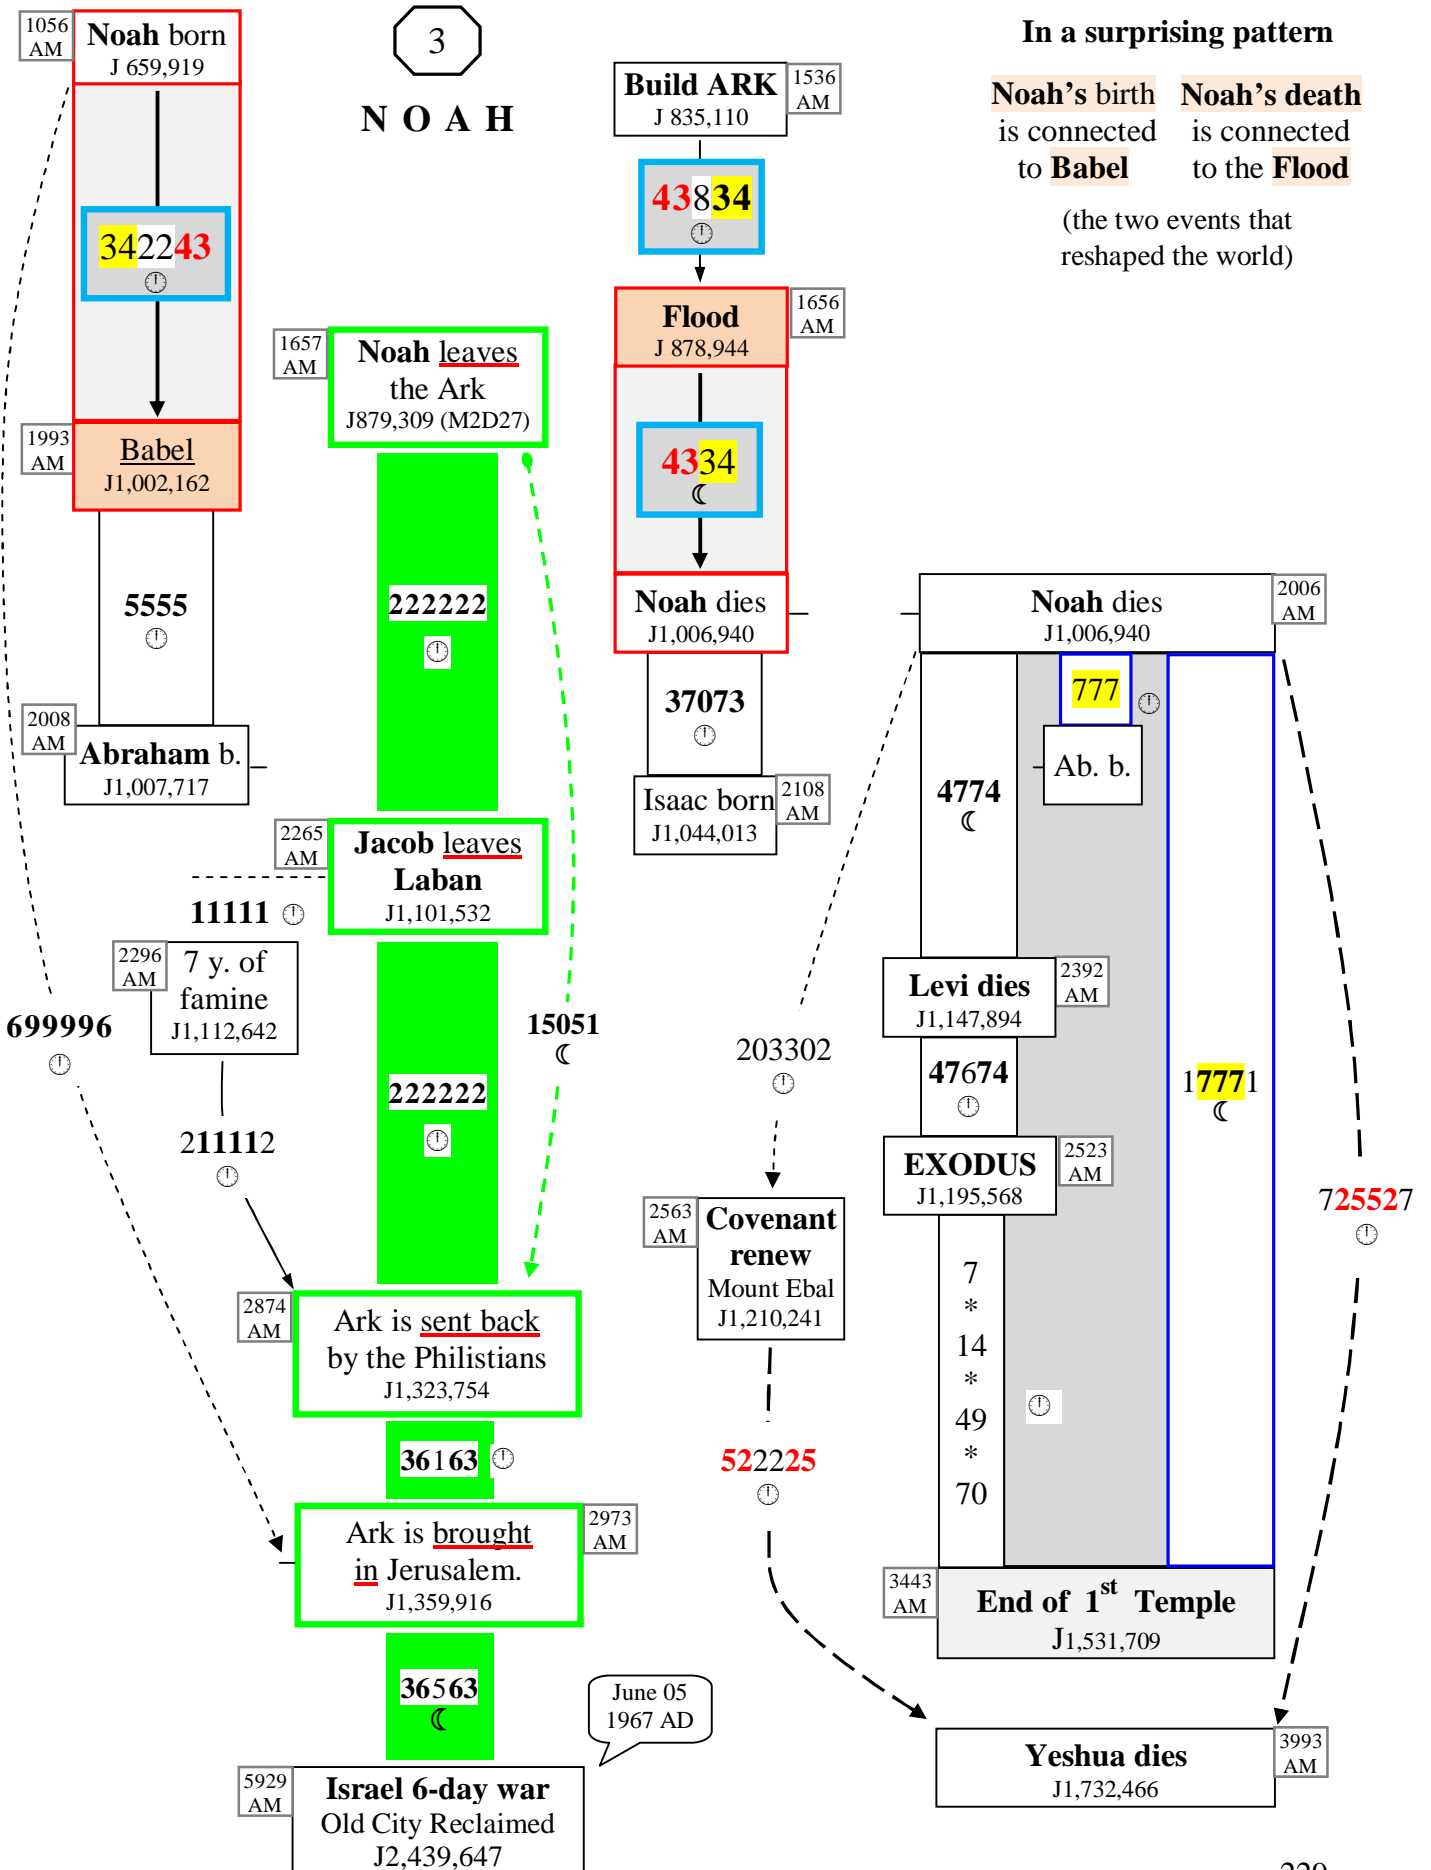 1056
AM
Noah born
J 659,919
3
N O A H
Build ARK
J 835,110
1536
AM
In a surprising pattern
Noah's birth
is connected
to Babel
Noah's death
is connected
to the Flood
(the two events that
reshaped the world)
43834
342243
Flood
J 878,944
1656
AM
1657
AM
Noah leaves
the Ark
J879,309 (M2D27)
1993
AM
Babel
J1,002,162
4334
5555
222222
Noah dies
J1,006,940
Noah dies
J1,006,940
2006
AM
2008
AM
Abraham b.
J1,007,717
37073
777
Ab. b.
4774
Isaac born
J1,044,013
2108
AM
2265
AM
Jacob leaves
Laban
J1,101,532
11111
2296
AM
7 y. of
famine
J1,112,642
Levi dies
J1,147,894
2392
AM
699996
15051
203302
47674
17771
222222
211112
EXODUS
J1,195,568
2523
AM
2563
AM
Covenant
renew
Mount Ebal
J1,210,241
725527
7
*
14
*
49
*
70
2874
AM
Ark is sent back
by the Philistians
J1,323,754
36163
522225
Ark is brought
in Jerusalem.
J1,359,916
2973
AM
3443
AM
End of 1st Temple
J1,531,709
36563
June 05
1967 AD
Yeshua dies
J1,732,466
3993
AM
5929
AM
Israel 6-day war
Old City Reclaimed
J2,439,647
229